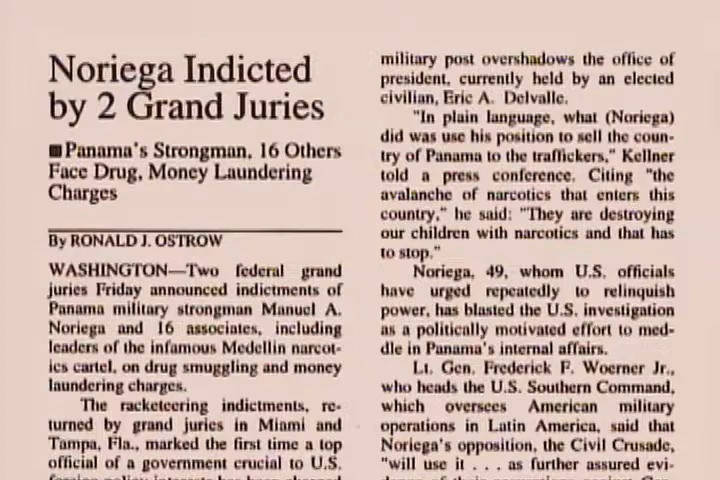 Noriega Indicted
by 2 Grand Juries
■Panama's Strongman, 16 Others
Face Drug, Money Laundering
Charges
By RONALD J. OSTROW
WASHINGTON—Two federal grand
juries Friday announced indictments of
Panama military strongman Manuel A.
Noriega and 16 associates, including
leaders of the infamous Medellin narcot-
ics cartel, on drug smuggling and money
laundering charges.
The racketeering indictments, re-
turned by grand juries in Miami and
Tampa, Fla., marked the first time a top
official of a government crucial to U.S.
military post overshadows the office of
president, currently held by an elected
civilian, Eric A. Delvalle.
"In plain language, what (Noriega)
did was use his position to sell the coun-
try of Panama to the traffickers," Kellner
told a press conference. Citing "the
avalanche of narcotics that enters this
country," he said: "They are destroying
our children with narcotics and that has
to stop."
Noriega, 49, whom U.S. officials
have urged repeatedly to relinquish
power, has blasted the U.S. investigation
as a politically motivated effort to med-
dle in Panama's internal affairs.
Lt. Gen. Frederick F. Woerner Jr.,
who heads the U.S. Southern Command,
which oversees American military
operations in Latin America, said that
Noriega's opposition, the Civil Crusade,
"will use it . . . as further assured evi-